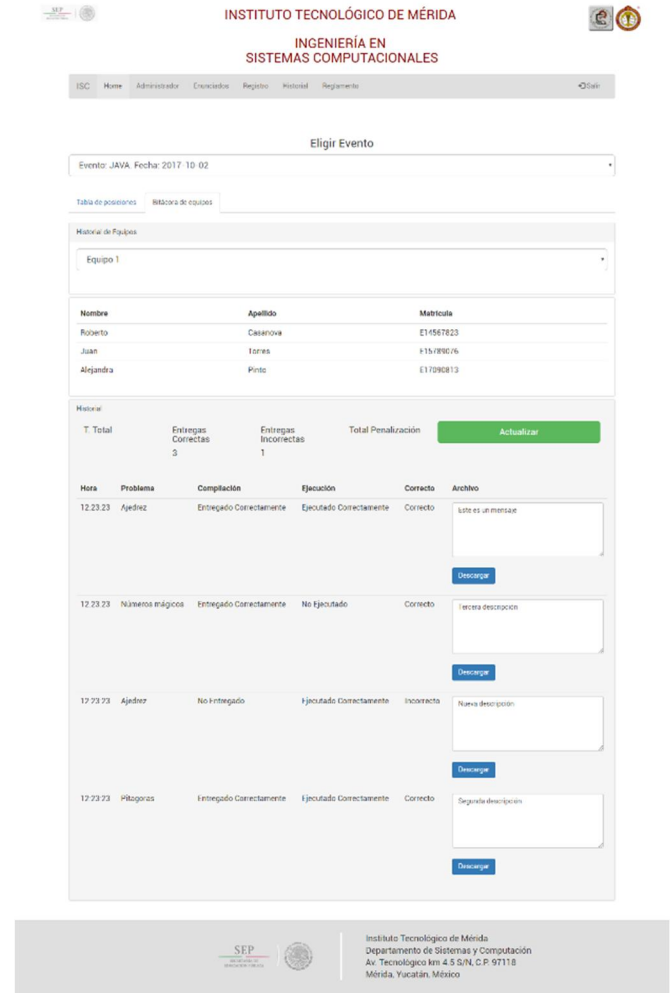 SEP
INSTITUTO TECNOLÓGICO DE MÉRIDA
INGENIERÍA EN
SISTEMAS COMPUTACIONALES
ISC Home Administrador Enunciados Registro Historial Reglamento Salir
Eligir Evento
Evento: JAVA. Fecha: 2017-10-02
Tabla de posiciones Bitácora de equipos
Historial de Equipos
Equipo 1
Nombre Apellido Matrícula
Roberto Casanova E14567823
Juan Torres E15789076
Alejandra Pinto E17090813
Historial
T. Total Entregas Correctas Entregas Incorrectas Total Penalización Actualizar
3 1
Hora Problema Compilación Ejecución Correcto Archivo
12:23:23 Ajedrez Entregado Correctamente Ejecutado Correctamente Correcto Este es un mensaje
Descargar
12:23:23 Números mágicos Entregado Correctamente No Ejecutado Correcto Tercera descripción
Descargar
12:23:23 Ajedrez No Entregado Ejecutado Correctamente Incorrecto Nueva descripción
Descargar
12:23:23 Pitagoras Entregado Correctamente Ejecutado Correctamente Correcto Segunda descripción
Descargar
SEP
Instituto Tecnológico de Mérida
Departamento de Sistemas y Computación
Av. Tecnológico km 4.5 S/N, C.P. 97118
Mérida, Yucatán, México